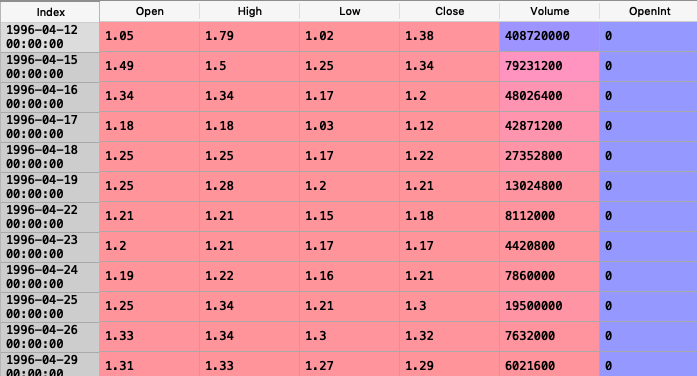 Index Open High Low Close Volume OpenInt
1996-04-12 00:00:00 1.05 1.79 1.02 1.38 408720000 0
1996-04-15 00:00:00 1.49 1.5 1.25 1.34 79231200 0
1996-04-16 00:00:00 1.34 1.34 1.17 1.2 48026400 0
1996-04-17 00:00:00 1.18 1.18 1.03 1.12 42871200 0
1996-04-18 00:00:00 1.25 1.25 1.17 1.22 27352800 0
1996-04-19 00:00:00 1.25 1.28 1.2 1.21 13024800 0
1996-04-22 00:00:00 1.21 1.21 1.15 1.18 8112000 0
1996-04-23 00:00:00 1.2 1.21 1.17 1.17 4420800 0
1996-04-24 00:00:00 1.19 1.22 1.16 1.21 7860000 0
1996-04-25 00:00:00 1.25 1.34 1.21 1.3 19500000 0
1996-04-26 00:00:00 1.33 1.34 1.3 1.32 7632000 0
1996-04-29 00:00:00 1.31 1.33 1.27 1.29 6021600 0